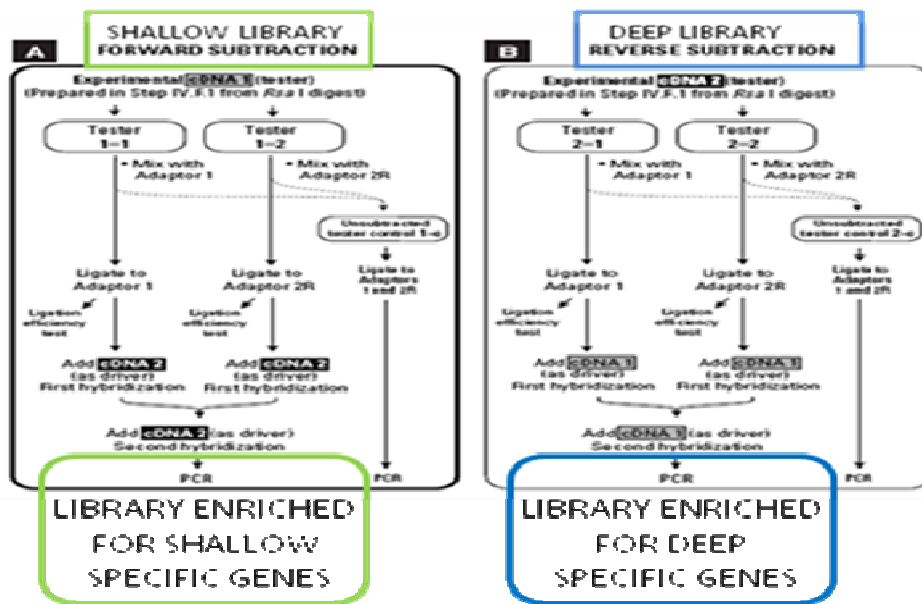 A
SHALLOW LIBRARY
FORWARD SUBTRACTION
Experimental cDNA 1 (tester)
(Prepared in Step IV.F.1 from Rsa I digest)
Tester
1–1
Tester
1–2
• Mix with
Adaptor 1
• Mix with
Adaptor 2R
Unsubtracted
tester control 1-c
Ligate to
Adaptor 1
Ligate to
Adaptor 2R
Ligate to
Adaptors
1 and 2R
Ligation
efficiency
test
Ligation
efficiency
test
Add cDNA 2
(as driver)
First hybridization
Add cDNA 2
(as driver)
First hybridization
Add cDNA 2 (as driver)
Second hybridization
PCR
PCR
LIBRARY ENRICHED
FOR SHALLOW
SPECIFIC GENES
B
DEEP LIBRARY
REVERSE SUBTRACTION
Experimental cDNA 2 (tester)
(Prepared in Step IV.F.1 from Rsa I digest)
Tester
2–1
Tester
2–2
• Mix with
Adaptor 1
• Mix with
Adaptor 2R
Unsubtracted
tester control 2-c
Ligate to
Adaptor 1
Ligate to
Adaptor 2R
Ligate to
Adaptors
1 and 2R
Ligation
efficiency
test
Ligation
efficiency
test
Add cDNA 1
(as driver)
First hybridization
Add cDNA 1
(as driver)
First hybridization
Add cDNA 1 (as driver)
Second hybridization
PCR
PCR
LIBRARY ENRICHED
FOR DEEP
SPECIFIC GENES